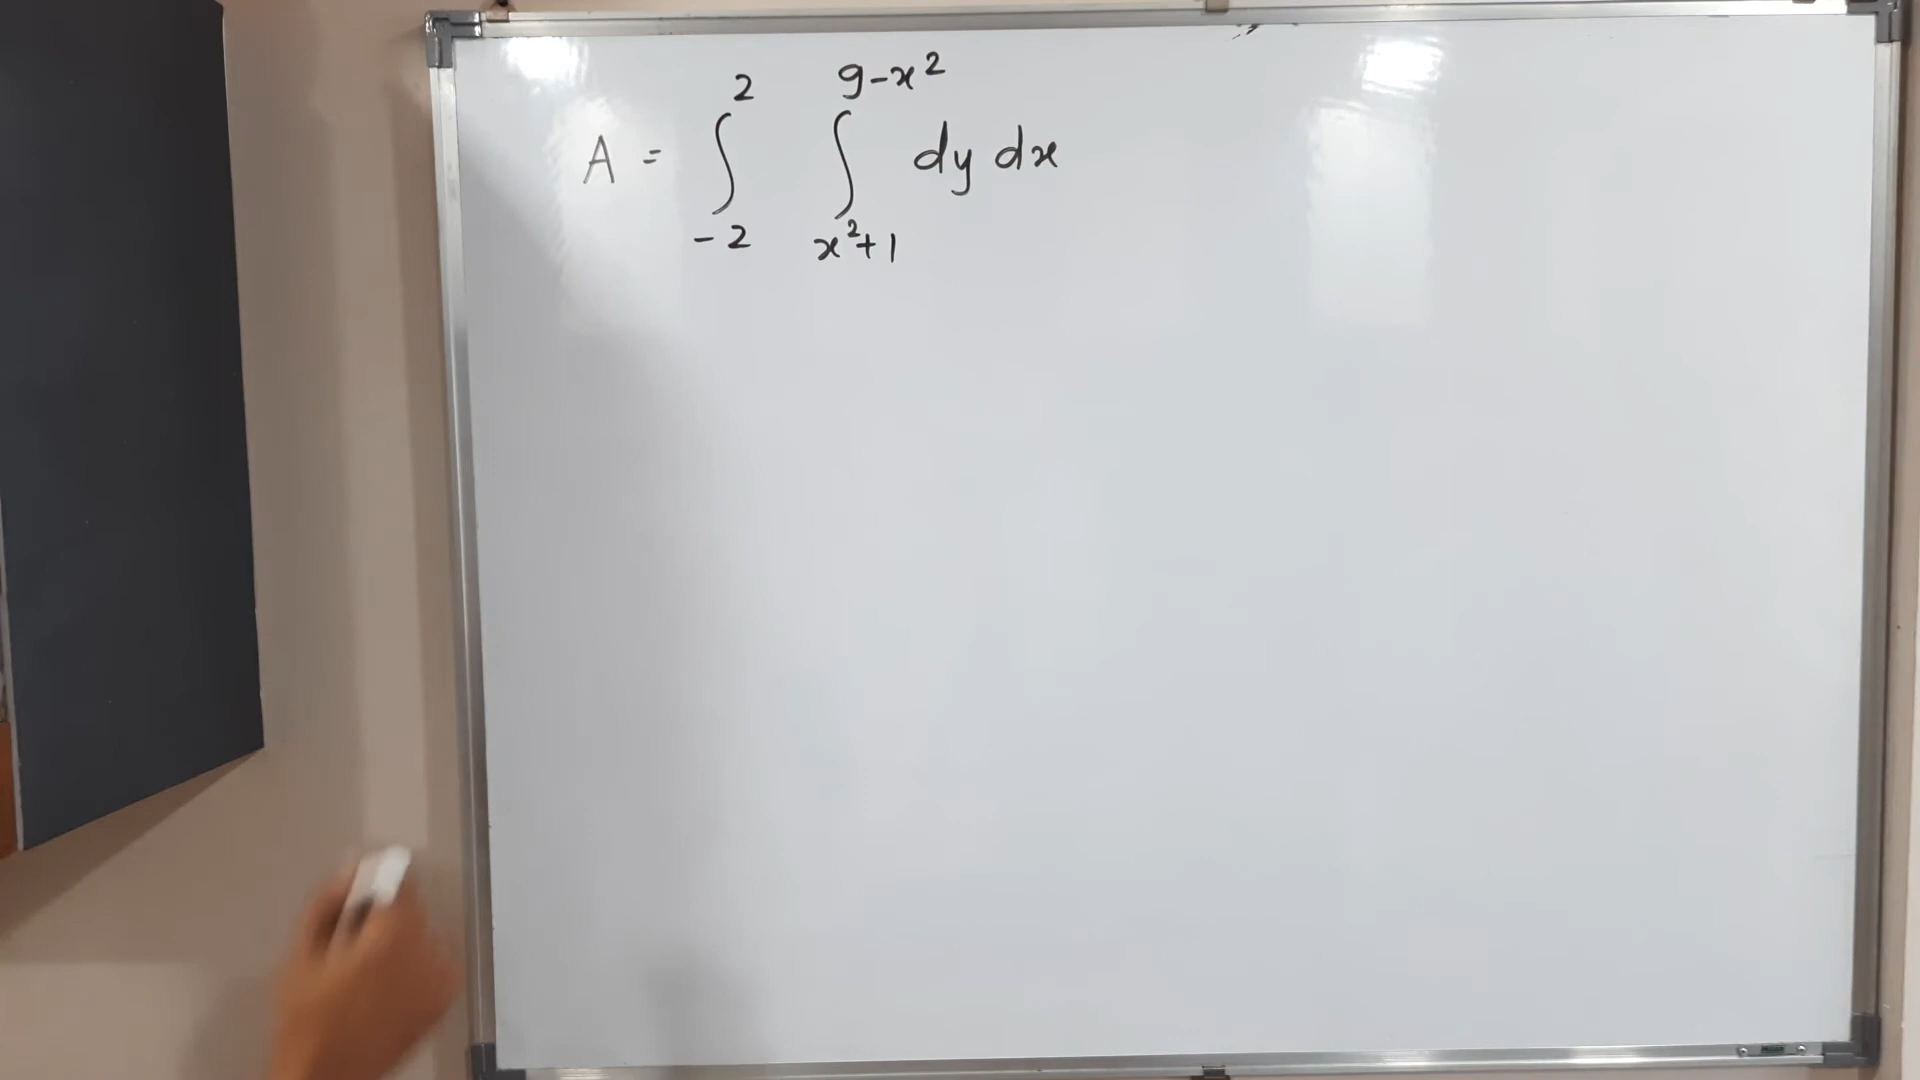 A = ∫_{-2}^{2} ∫_{x²+1}^{9-x²} dy dx